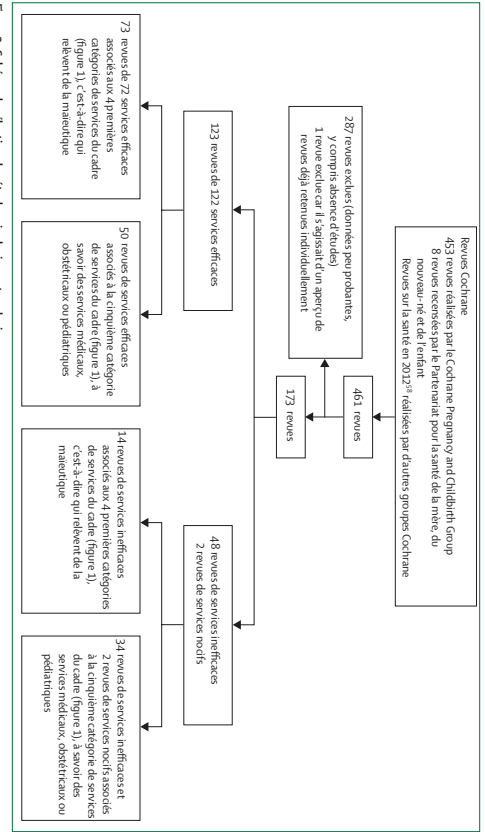 Revues Cochrane
453 revues réalisées par le Cochrane Pregnancy and Childbirth Group
8 revues recensées par le Partenariat pour la santé de la mère, du
nouveau-né et de l'enfant
Revues sur la santé en 2012⁵⁸ réalisées par d'autres groupes Cochrane
461 revues
287 revues exclues (données peu probantes,
y compris absence d'études)
1 revue exclue car il s'agissait d'un aperçu de
revues déjà retenues individuellement
173 revues
123 revues de 122 services efficaces
48 revues de services inefficaces
2 revues de services nocifs
73 revues de 72 services efficaces
associés aux 4 premières
catégories de services du cadre
(figure 1), c'est-à-dire qui
relèvent de la maïeutique
50 revues de services efficaces
associés à la cinquième catégorie
de services du cadre (figure 1), à
savoir des services médicaux,
obstétricaux ou pédiatriques
14 revues de services inefficaces
associés aux 4 premières catégories
de services du cadre (figure 1),
c'est-à-dire qui relèvent de la
maïeutique
34 revues de services inefficaces et
2 revues de services nocifs associés
à la cinquième catégorie de services
du cadre (figure 1), à savoir des
services médicaux, obstétricaux ou
pédiatriques